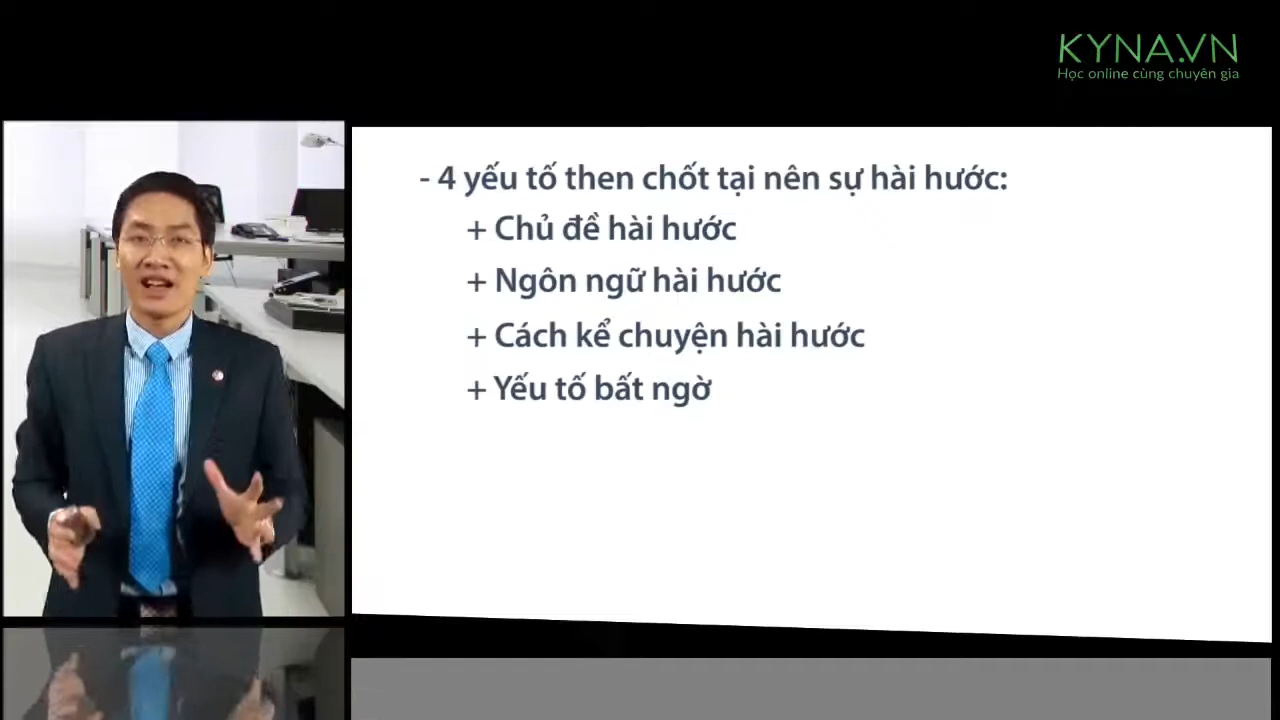 KYNA.VN
Học online cùng chuyên gia
- 4 yếu tố then chốt tại nên sự hài hước:
+ Chủ đề hài hước
+ Ngôn ngữ hài hước
+ Cách kể chuyện hài hước
+ Yếu tố bất ngờ